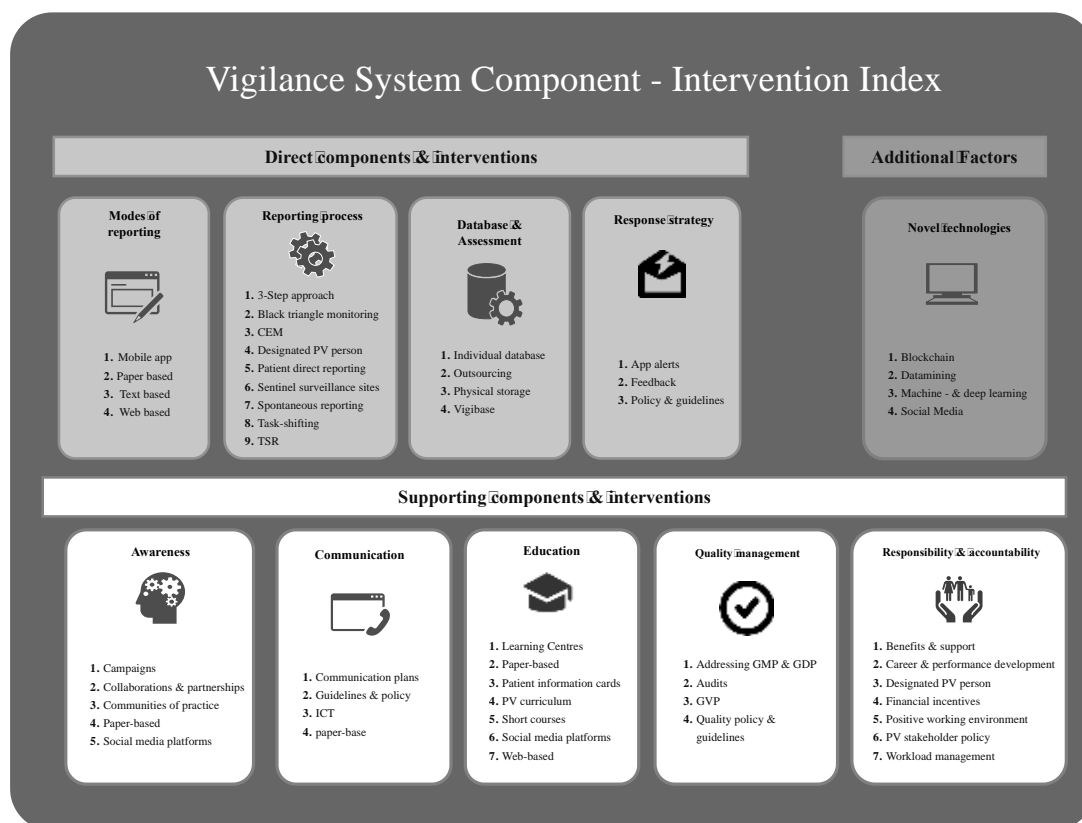 Vigilance System Component - Intervention Index
Direct components & interventions
Additional Factors
Modes of
reporting
1. Mobile app
2. Paper based
3. Text based
4. Web based
Reporting process
1. 3-Step approach
2. Black triangle monitoring
3. CEM
4. Designated PV person
5. Patient direct reporting
6. Sentinel surveillance sites
7. Spontaneous reporting
8. Task-shifting
9. TSR
Database &
Assessment
1. Individual database
2. Outsourcing
3. Physical storage
4. Vigibase
Response strategy
1. App alerts
2. Feedback
3. Policy & guidelines
Novel technologies
1. Blockchain
2. Datamining
3. Machine - & deep learning
4. Social Media
Supporting components & interventions
Awareness
1. Campaigns
2. Collaborations & partnerships
3. Communities of practice
4. Paper-based
5. Social media platforms
Communication
1. Communication plans
2. Guidelines & policy
3. ICT
4. paper-base
Education
1. Learning Centres
2. Paper-based
3. Patient information cards
4. PV curriculum
5. Short courses
6. Social media platforms
7. Web-based
Quality management
1. Addressing GMP & GDP
2. Audits
3. GVP
4. Quality policy &
guidelines
Responsibility & accountability
1. Benefits & support
2. Career & performance development
3. Designated PV person
4. Financial incentives
5. Positive working environment
6. PV stakeholder policy
7. Workload management